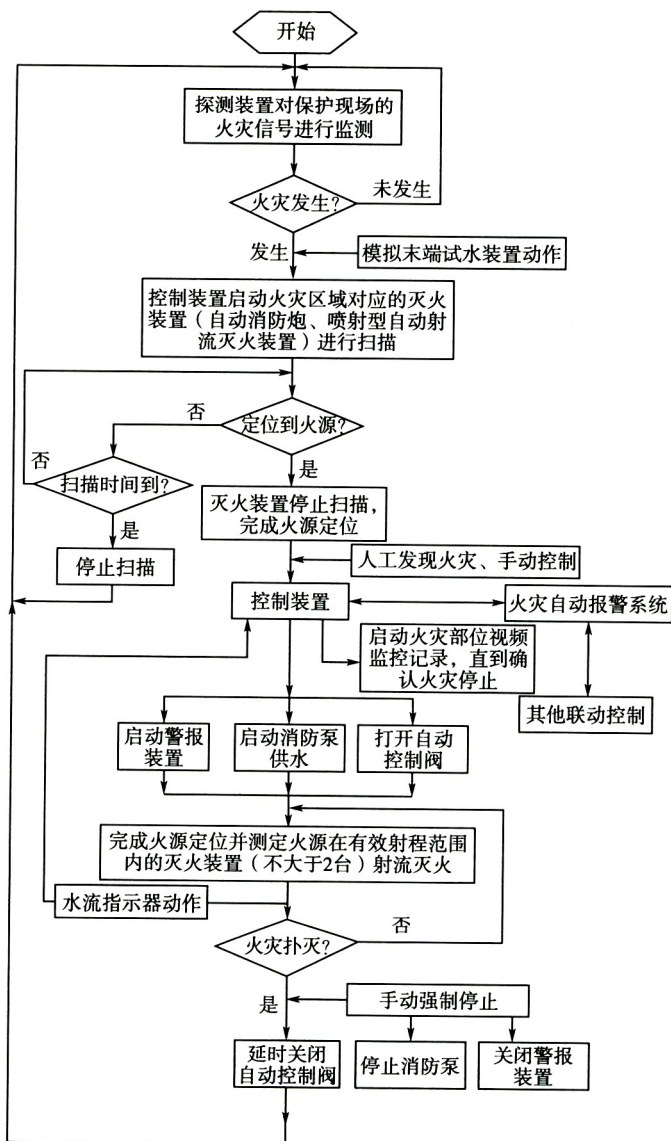 开始
探测装置对保护现场的
火灾信号进行监测
火灾发生?
未发生
发生
模拟末端试水装置动作
控制装置启动火灾区域对应的灭火
装置(自动消防炮、喷射型自动射
流灭火装置)进行扫描
否
定位到火源?
否
扫描时间到?
是
是
灭火装置停止扫描,
完成火源定位
停止扫描
人工发现火灾、手动控制
控制装置
火灾自动报警系统
启动火灾部位视频
监控记录,直到确
认火灾停止
其他联动控制
启动警报
装置
启动消防泵
供水
打开自动
控制阀
完成火源定位并测定火源在有效射程范围
内的灭火装置(不大于2台)射流灭火
水流指示器动作
否
火灾扑灭?
是
手动强制停止
延时关闭
自动控制阀
停止消防泵
关闭警报
装置